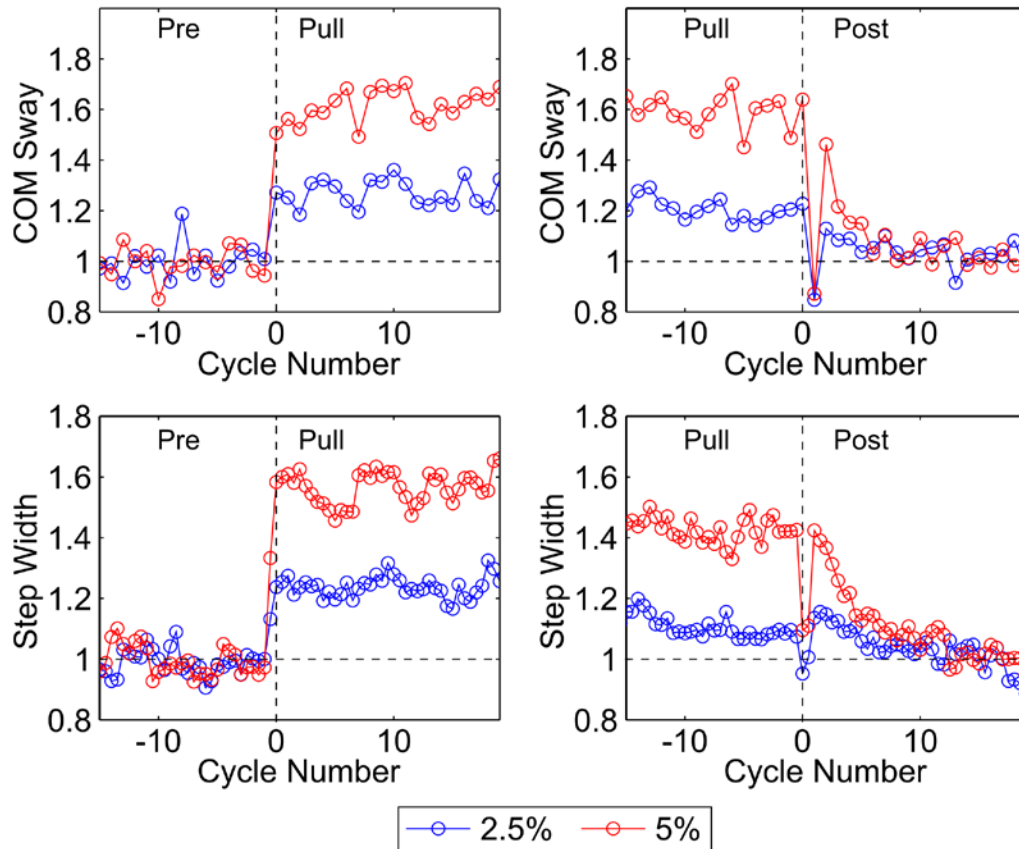 Pre Pull
COM Sway
1.8
1.6
1.4
1.2
1
0.8
-10 0 10
Cycle Number
Pull Post
COM Sway
1.8
1.6
1.4
1.2
1
0.8
-10 0 10
Cycle Number
Pre Pull
Step Width
1.8
1.6
1.4
1.2
1
0.8
-10 0 10
Cycle Number
Pull Post
Step Width
1.8
1.6
1.4
1.2
1
0.8
-10 0 10
Cycle Number
2.5% 5%